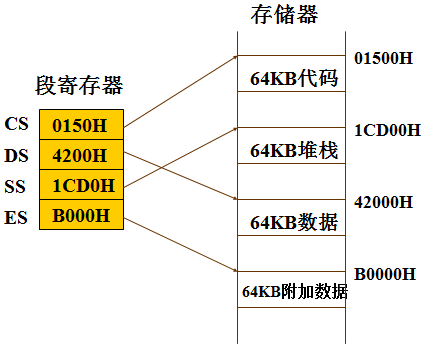 存储器
段寄存器
CS 0150H
DS 4200H
SS 1CD0H
ES B000H
01500H
64KB代码
1CD00H
64KB堆栈
42000H
64KB数据
B0000H
64KB附加数据